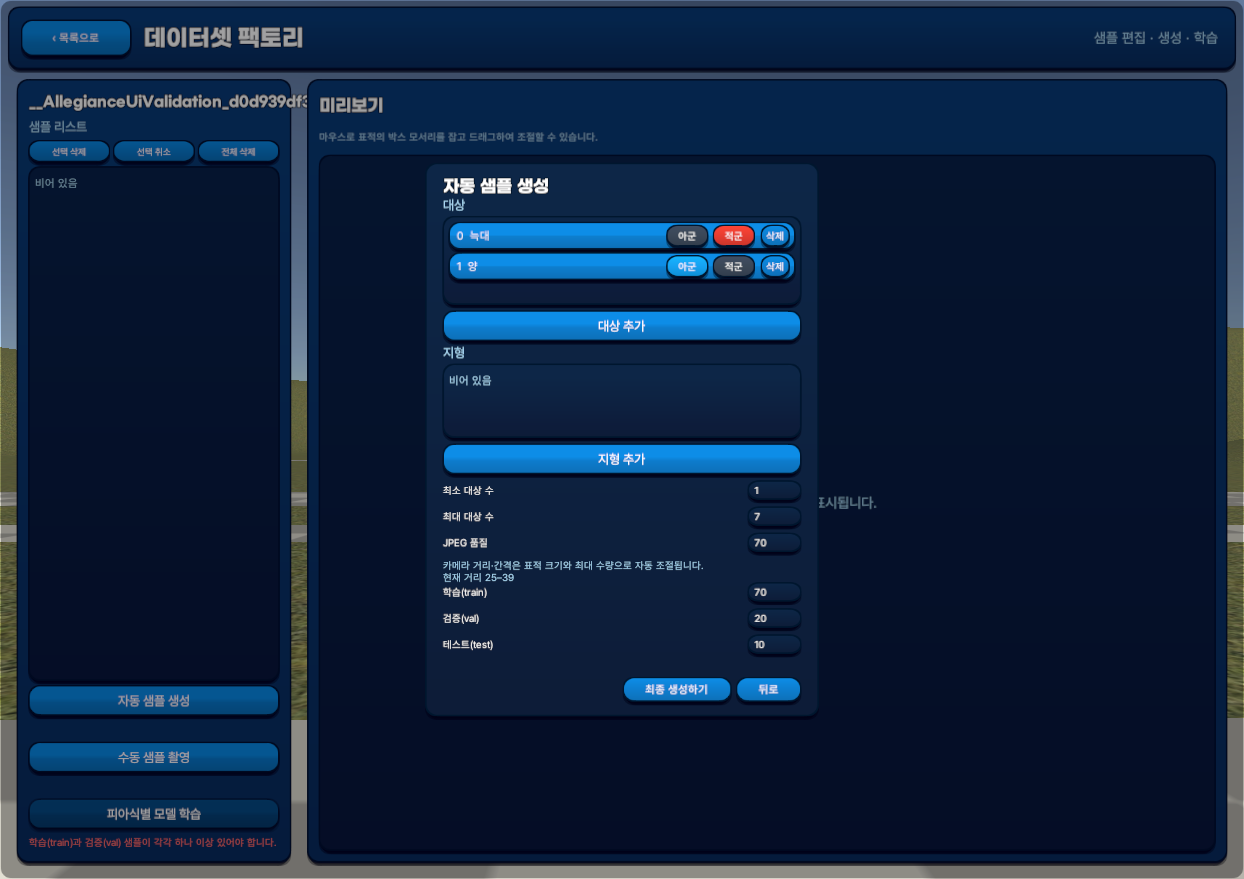 ‹ 목록으로
데이터셋 팩토리
샘플 편집 · 생성 · 학습
__AllegianceUiValidation_d0d939df3
샘플 리스트
선택 삭제
선택 취소
전체 삭제
비어 있음
자동 샘플 생성
수동 샘플 촬영
피아식별 모델 학습
학습(train)과 검증(val) 샘플이 각각 하나 이상 있어야 합니다.
미리보기
마우스로 표적의 박스 모서리를 잡고 드래그하여 조절할 수 있습니다.
자동 샘플 생성
대상
0 늑대 아군 적군 삭제
1 양 아군 적군 삭제
대상 추가
지형
비어 있음
지형 추가
최소 대상 수 1
최대 대상 수 7
JPEG 품질 70
카메라 거리·간격은 표적 크기와 최대 수량으로 자동 조절됩니다.
현재 거리 25–39
학습(train) 70
검증(val) 20
테스트(test) 10
최종 생성하기
뒤로
표시됩니다.